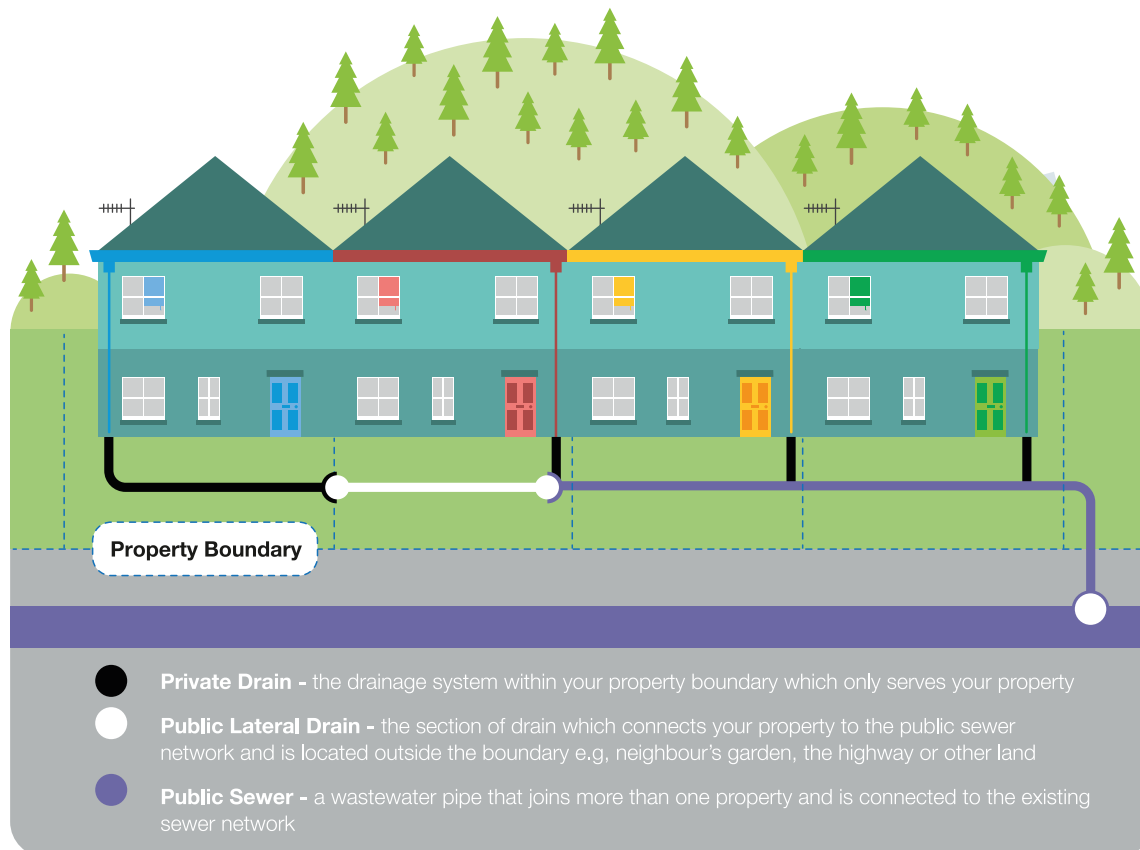 Property Boundary
Private Drain - the drainage system within your property boundary which only serves your property
Public Lateral Drain - the section of drain which connects your property to the public sewer
network and is located outside the boundary e.g, neighbour's garden, the highway or other land
Public Sewer - a wastewater pipe that joins more than one property and is connected to the existing
sewer network